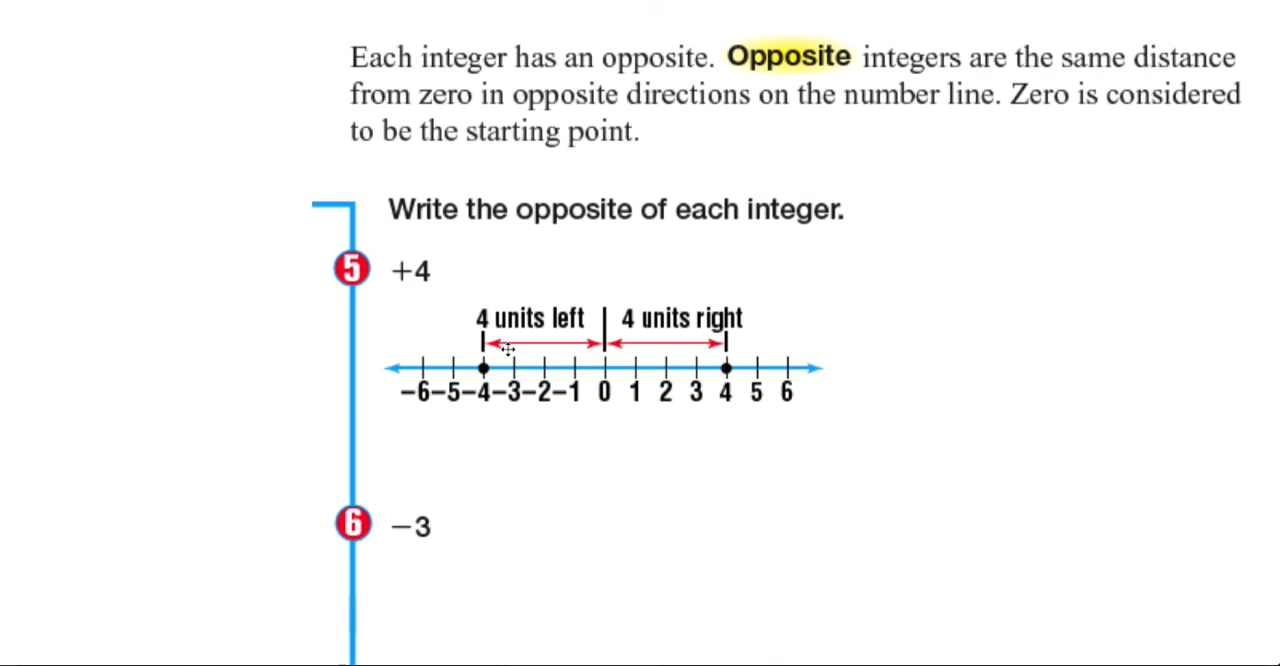 Each integer has an opposite. Opposite integers are the same distance
from zero in opposite directions on the number line. Zero is considered
to be the starting point.
Write the opposite of each integer.
5 +4
4 units left 4 units right
−6 −5 −4 −3 −2 −1 0 1 2 3 4 5 6
6 −3